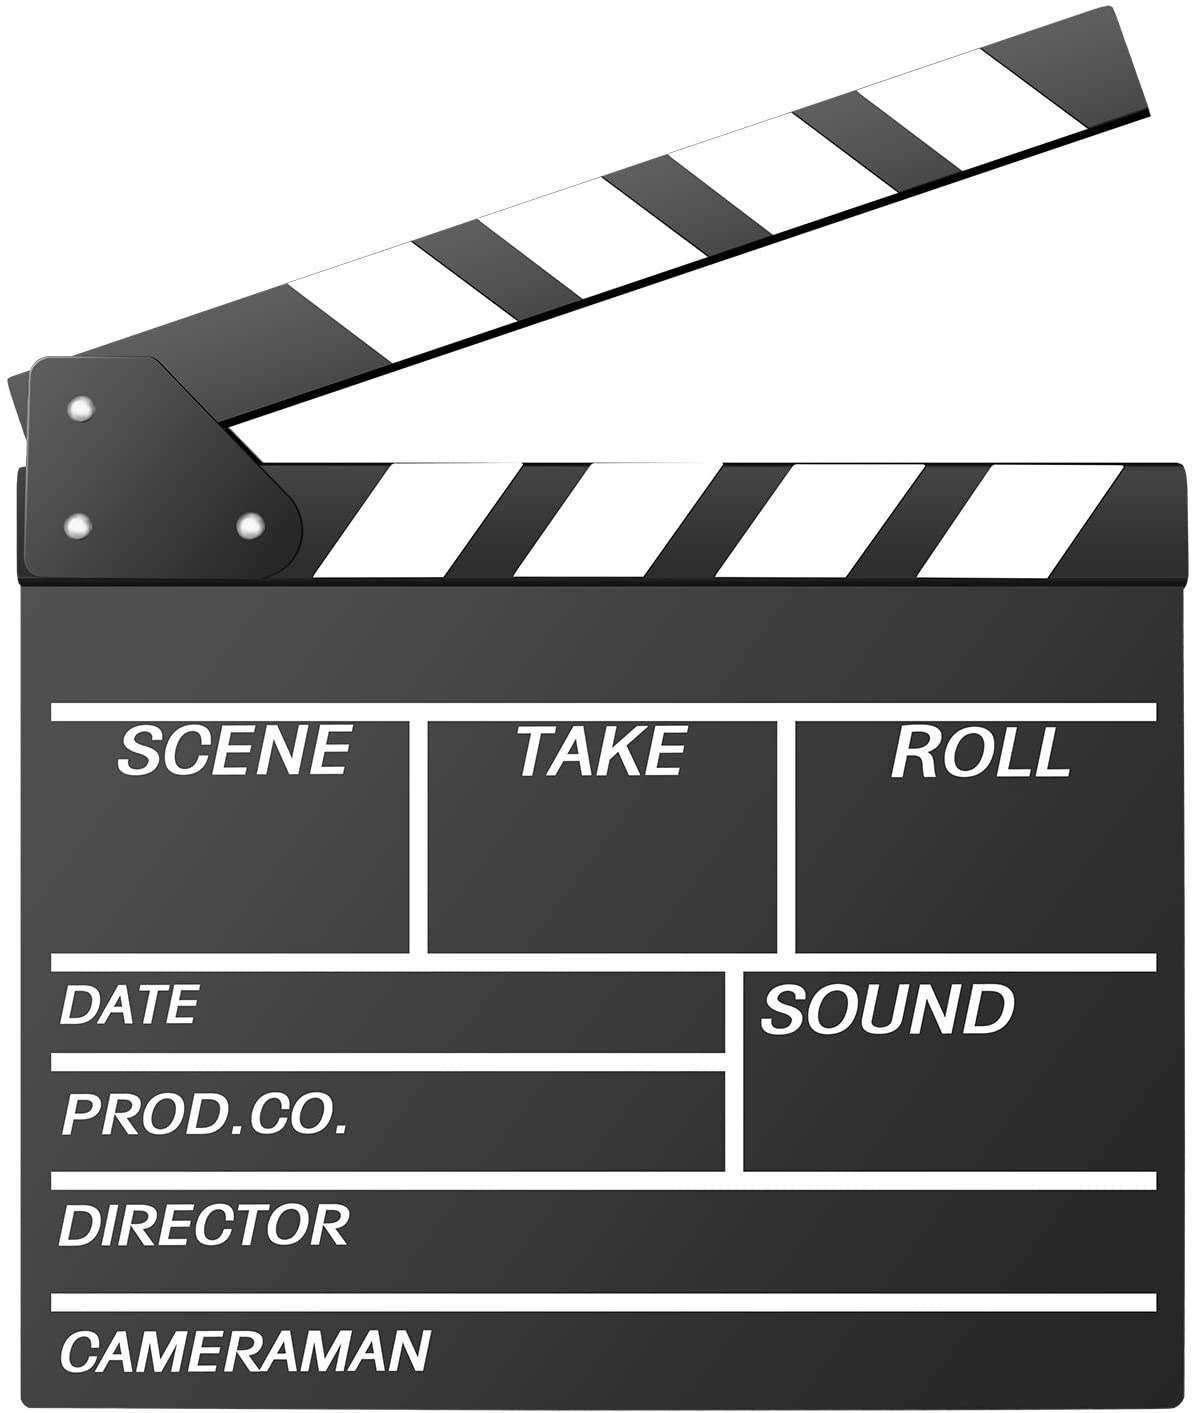 SCENE TAKE ROLL
DATE
SOUND
PROD.CO.
DIRECTOR
CAMERAMAN